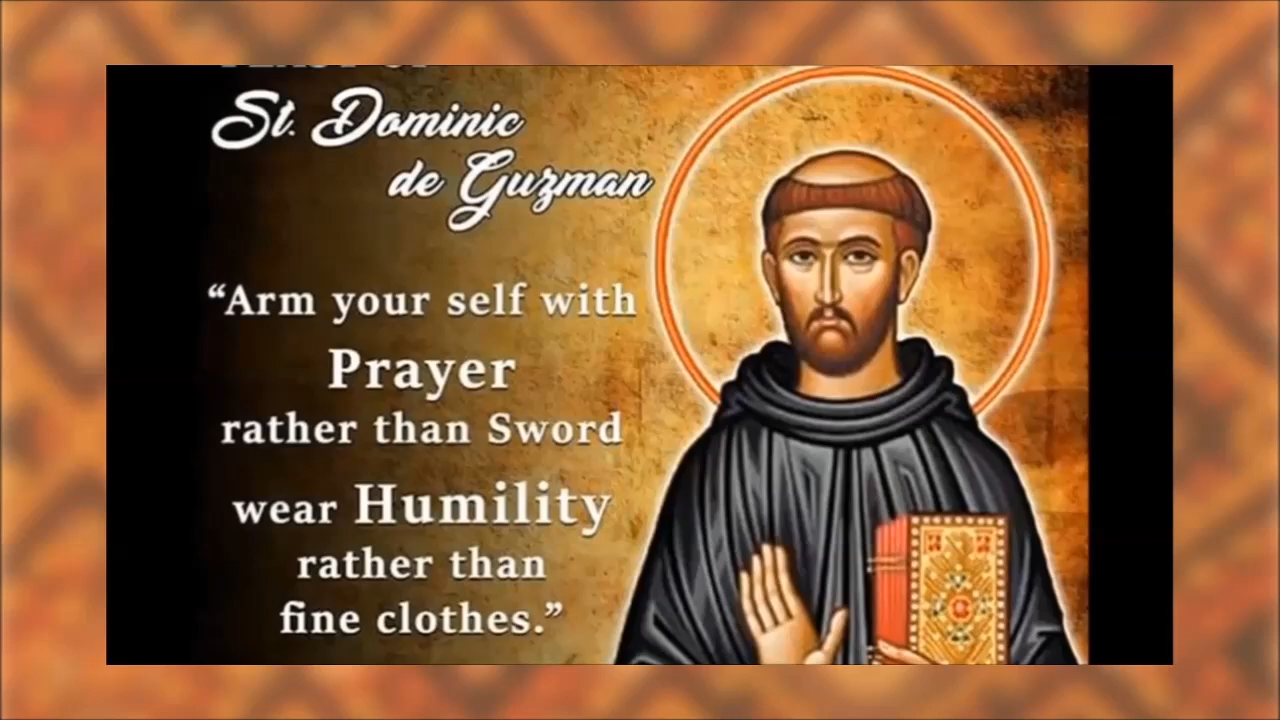 St. Dominic
de Guzman
“Arm your self with
Prayer
rather than Sword
wear Humility
rather than
fine clothes.”